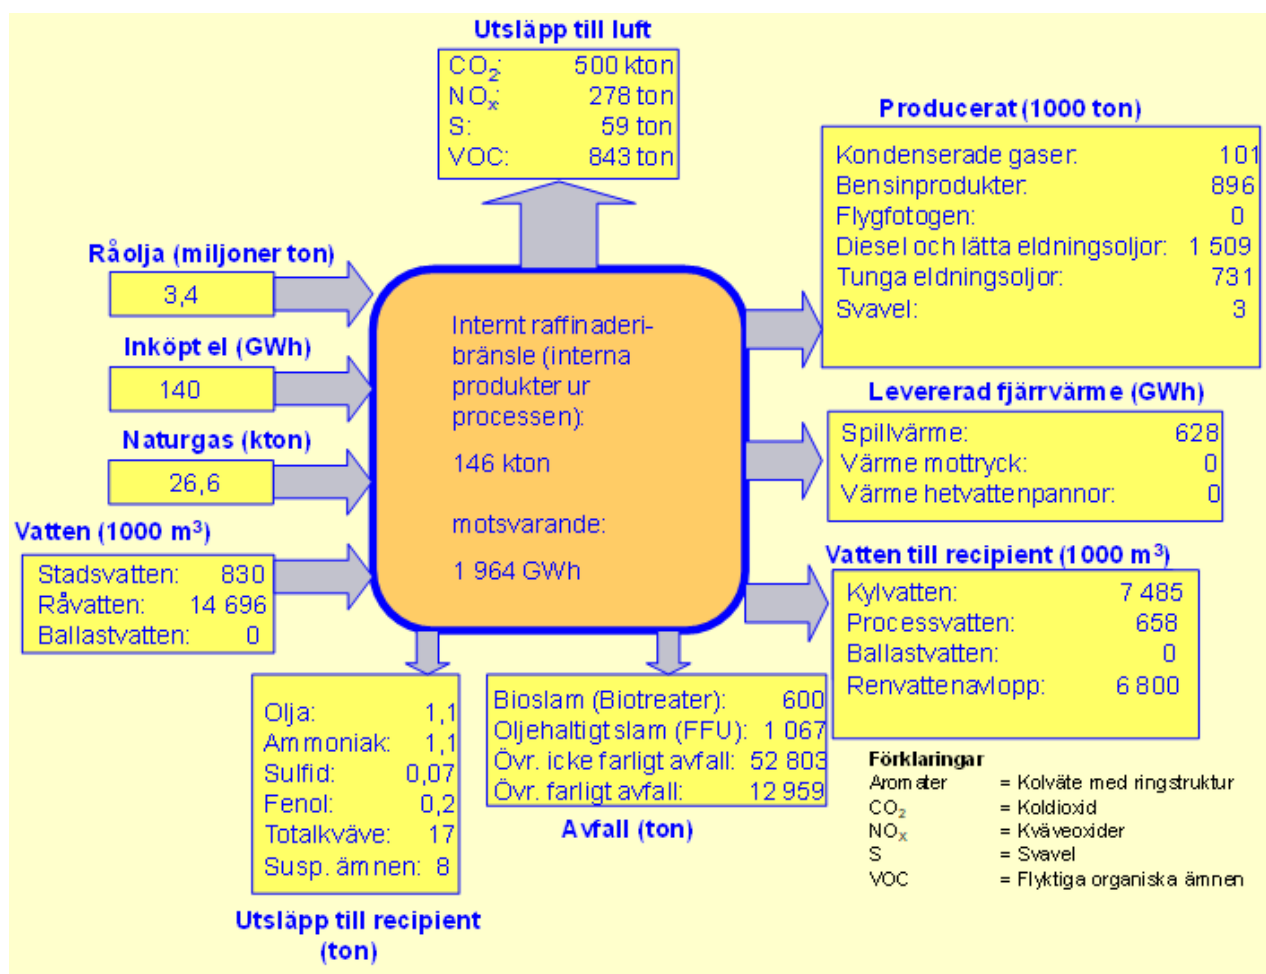 Utsläpp till luft
CO₂: 500 kton
NOₓ: 278 ton
S: 59 ton
VOC: 843 ton
Producerat (1000 ton)
Kondenserade gaser: 101
Bensinprodukter: 896
Flygfotogen: 0
Diesel och lätta eldningsoljor: 1 509
Tunga eldningsoljor: 731
Svavel: 3
Råolja (miljoner ton)
3,4
Inköpt el (GWh)
140
Naturgas (kton)
26,6
Vatten (1000 m³)
Stadsvatten: 830
Råvatten: 14 696
Ballastvatten: 0
Internt raffinaderi-
bränsle (interna
produkter ur
processen):
146 kton
motsvarande:
1 964 GWh
Levererad fjärrvärme (GWh)
Spillvärme: 628
Värme mottryck: 0
Värme hetvattenpannor: 0
Vatten till recipient (1000 m³)
Kylvatten: 7 485
Processvatten: 658
Ballastvatten: 0
Renvattenavlopp: 6 800
Olja: 1,1
Ammoniak: 1,1
Sulfid: 0,07
Fenol: 0,2
Totalkväve: 17
Susp. ämnen: 8
Utsläpp till recipient
(ton)
Bioslam (Biotreater): 600
Oljehaltigt slam (FFU): 1 067
Övr. icke farligt avfall: 52 803
Övr. farligt avfall: 12 959
Avfall (ton)
Förklaringar
Aromater = Kolväte med ringstruktur
CO₂ = Koldioxid
NOₓ = Kväveoxider
S = Svavel
VOC = Flyktiga organiska ämnen